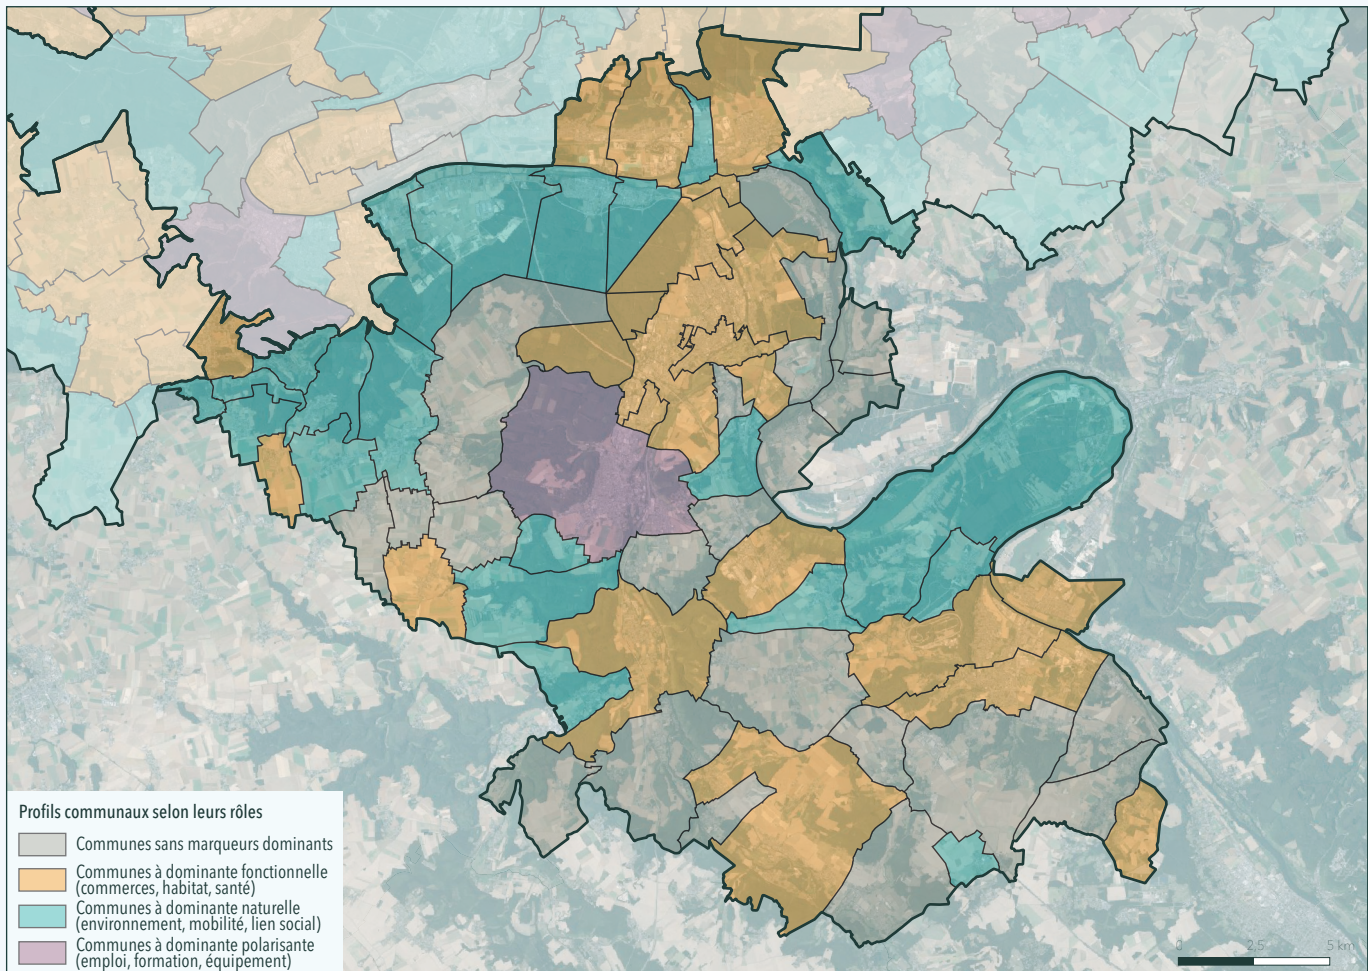 Profils communaux selon leurs rôles
Communes sans marqueurs dominants
Communes à dominante fonctionnelle
(commerces, habitat, santé)
Communes à dominante naturelle
(environnement, mobilité, lien social)
Communes à dominante polarisante
(emploi, formation, équipement)
0 2,5 5 km